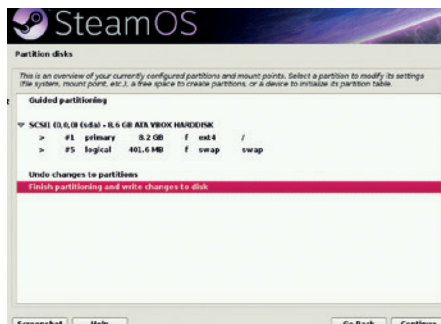 SteamOS
Partition disks
This is an overview of your currently configured partitions and mount points. Select a partition to modify its settings
(file system, mount point, etc.), a free space to create partitions, or a device to initialize its partition table.
Guided partitioning
SCSI1 (0,0,0) (sda) - 8.6 GB ATA VBOX HARDDISK
> #1 primary 8.2 GB f ext4 /
> #5 logical 401.6 MB f swap swap
Undo changes to partitions
Finish partitioning and write changes to disk
Screenshot Help Go Back Continue